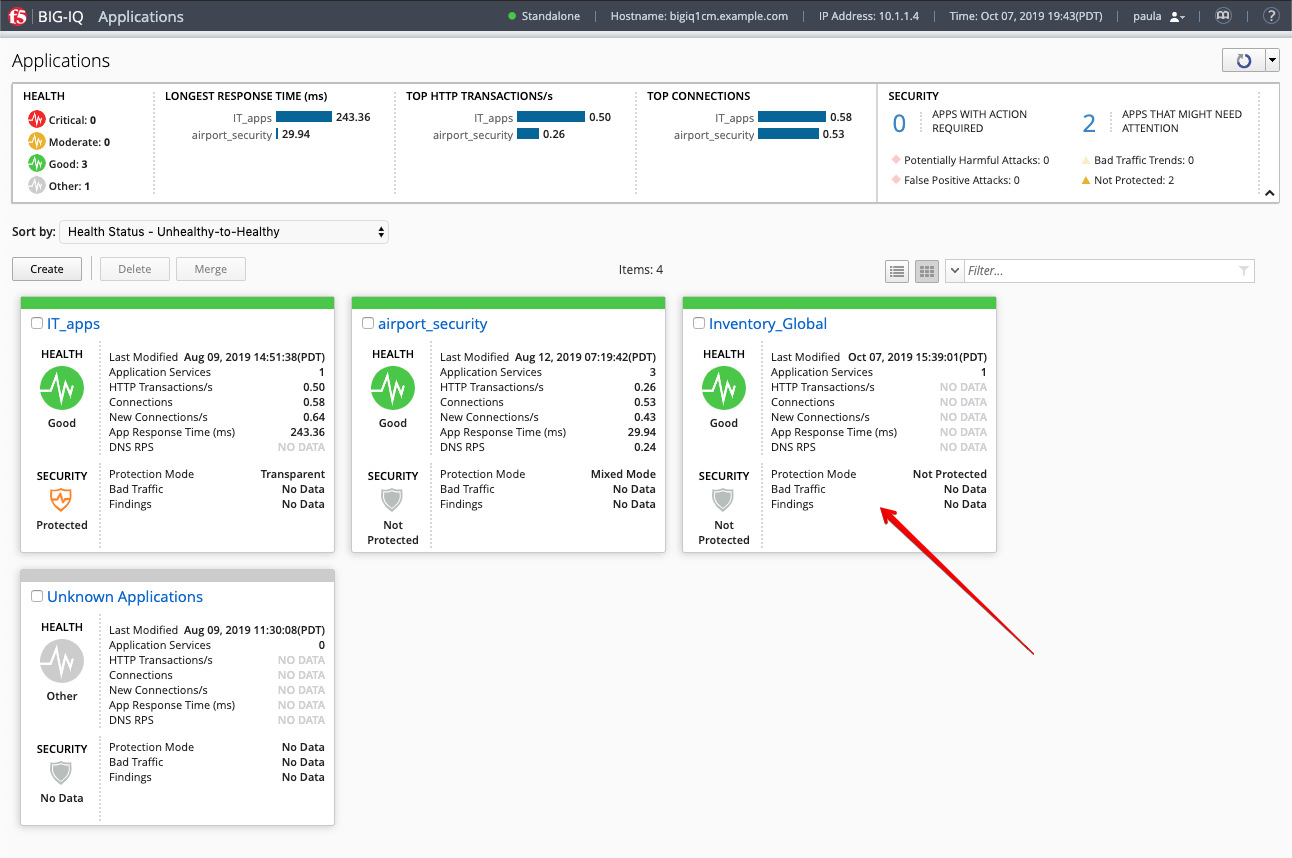 f5 BIG-IQ Applications Standalone Hostname: bigiq1cm.example.com IP Address: 10.1.1.4 Time: Oct 07, 2019 19:43(PDT) paula ?
Applications
HEALTH
Critical: 0
Moderate: 0
Good: 3
Other: 1
LONGEST RESPONSE TIME (ms)
IT_apps 243.36
airport_security 29.94
TOP HTTP TRANSACTIONS/s
IT_apps 0.50
airport_security 0.26
TOP CONNECTIONS
IT_apps 0.58
airport_security 0.53
SECURITY
0 APPS WITH ACTION
REQUIRED
Potentially Harmful Attacks: 0
False Positive Attacks: 0
2 APPS THAT MIGHT NEED
ATTENTION
Bad Traffic Trends: 0
Not Protected: 2
Sort by: Health Status - Unhealthy-to-Healthy
Create Delete Merge Items: 4 Filter...
IT_apps
HEALTH
Good
Last Modified Aug 09, 2019 14:51:38(PDT)
Application Services 1
HTTP Transactions/s 0.50
Connections 0.58
New Connections/s 0.64
App Response Time (ms) 243.36
DNS RPS NO DATA
SECURITY
Protected
Protection Mode Transparent
Bad Traffic No Data
Findings No Data
airport_security
HEALTH
Good
Last Modified Aug 12, 2019 07:19:42(PDT)
Application Services 3
HTTP Transactions/s 0.26
Connections 0.53
New Connections/s 0.43
App Response Time (ms) 29.94
DNS RPS 0.24
SECURITY
Not
Protected
Protection Mode Mixed Mode
Bad Traffic No Data
Findings No Data
Inventory_Global
HEALTH
Good
Last Modified Oct 07, 2019 15:39:01(PDT)
Application Services 1
HTTP Transactions/s NO DATA
Connections NO DATA
New Connections/s NO DATA
App Response Time (ms) NO DATA
DNS RPS NO DATA
SECURITY
Not
Protected
Protection Mode Not Protected
Bad Traffic No Data
Findings No Data
Unknown Applications
HEALTH
Other
Last Modified Aug 09, 2019 11:30:08(PDT)
Application Services 0
HTTP Transactions/s NO DATA
Connections NO DATA
New Connections/s NO DATA
App Response Time (ms) NO DATA
DNS RPS NO DATA
SECURITY
No Data
Protection Mode No Data
Bad Traffic No Data
Findings No Data